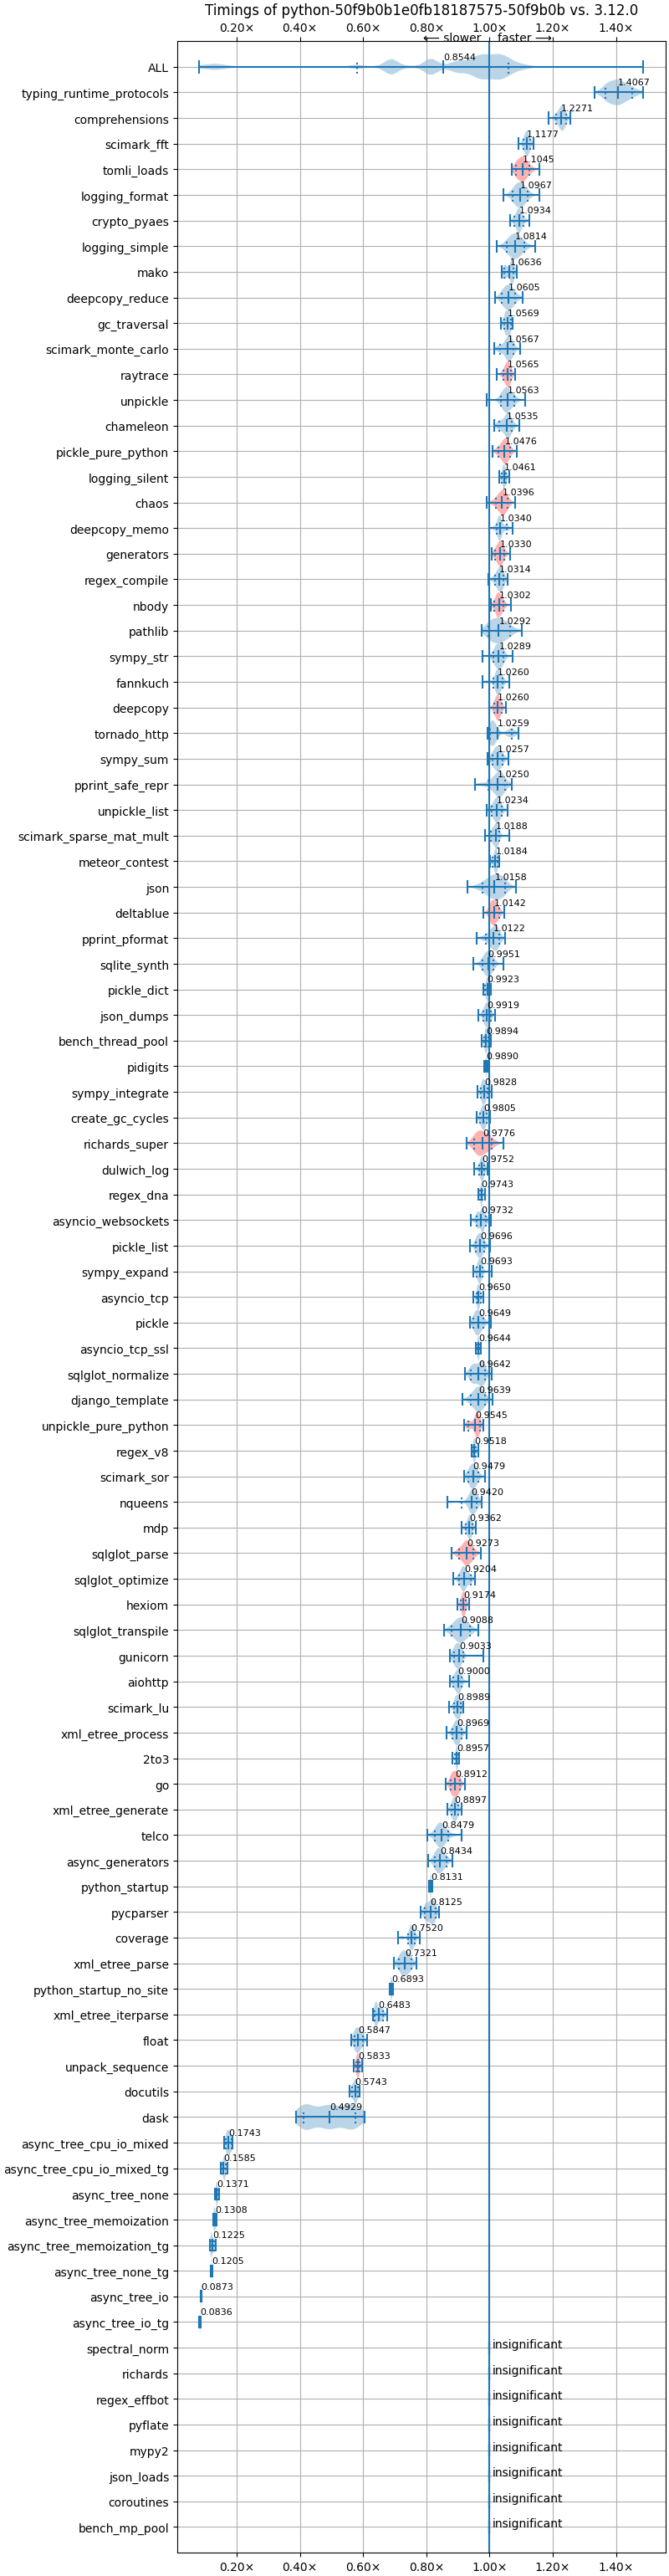 Timings of python-50f9b0b1e0fb18187575-50f9b0b vs. 3.12.0
0.20× 0.40× 0.60× 0.80× 1.00× 1.20× 1.40×
← slower faster →
ALL 0.8544
typing_runtime_protocols 1.4067
comprehensions 1.2271
scimark_fft 1.1177
tomli_loads 1.1045
logging_format 1.0967
crypto_pyaes 1.0934
logging_simple 1.0814
mako 1.0636
deepcopy_reduce 1.0605
gc_traversal 1.0569
scimark_monte_carlo 1.0567
raytrace 1.0565
unpickle 1.0563
chameleon 1.0535
pickle_pure_python 1.0476
logging_silent 1.0461
chaos 1.0396
deepcopy_memo 1.0340
generators 1.0330
regex_compile 1.0314
nbody 1.0302
pathlib 1.0292
sympy_str 1.0289
fannkuch 1.0260
deepcopy 1.0260
tornado_http 1.0259
sympy_sum 1.0257
pprint_safe_repr 1.0250
unpickle_list 1.0234
scimark_sparse_mat_mult 1.0188
meteor_contest 1.0184
json 1.0158
deltablue 1.0142
pprint_pformat 1.0122
sqlite_synth 0.9951
pickle_dict 0.9923
json_dumps 0.9919
bench_thread_pool 0.9894
pidigits 0.9890
sympy_integrate 0.9828
create_gc_cycles 0.9805
richards_super 0.9776
dulwich_log 0.9752
regex_dna 0.9743
asyncio_websockets 0.9732
pickle_list 0.9696
sympy_expand 0.9693
asyncio_tcp 0.9650
pickle 0.9649
asyncio_tcp_ssl 0.9644
sqlglot_normalize 0.9642
django_template 0.9639
unpickle_pure_python 0.9545
regex_v8 0.9518
scimark_sor 0.9479
nqueens 0.9420
mdp 0.9362
sqlglot_parse 0.9273
sqlglot_optimize 0.9204
hexiom 0.9174
sqlglot_transpile 0.9088
gunicorn 0.9033
aiohttp 0.9000
scimark_lu 0.8989
xml_etree_process 0.8969
2to3 0.8957
go 0.8912
xml_etree_generate 0.8897
telco 0.8479
async_generators 0.8434
python_startup 0.8131
pycparser 0.8125
coverage 0.7520
xml_etree_parse 0.7321
python_startup_no_site 0.6893
xml_etree_iterparse 0.6483
float 0.5847
unpack_sequence 0.5833
docutils 0.5743
dask 0.4929
async_tree_cpu_io_mixed 0.1743
async_tree_cpu_io_mixed_tg 0.1585
async_tree_none 0.1371
async_tree_memoization 0.1308
async_tree_memoization_tg 0.1225
async_tree_none_tg 0.1205
async_tree_io 0.0873
async_tree_io_tg 0.0836
spectral_norm insignificant
richards insignificant
regex_effbot insignificant
pyflate insignificant
mypy2 insignificant
json_loads insignificant
coroutines insignificant
bench_mp_pool insignificant
0.20× 0.40× 0.60× 0.80× 1.00× 1.20× 1.40×